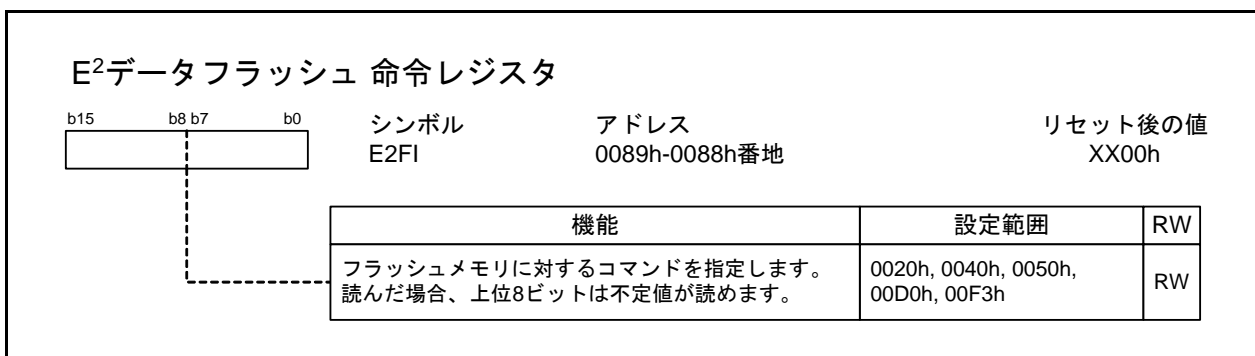 E²データフラッシュ 命令レジスタ
b15 b8 b7 b0
シンボル アドレス リセット後の値
E2FI 0089h-0088h番地 XX00h
機能 設定範囲 RW
フラッシュメモリに対するコマンドを指定します。
読んだ場合、上位8ビットは不定値が読めます。
0020h, 0040h, 0050h,
00D0h, 00F3h
RW